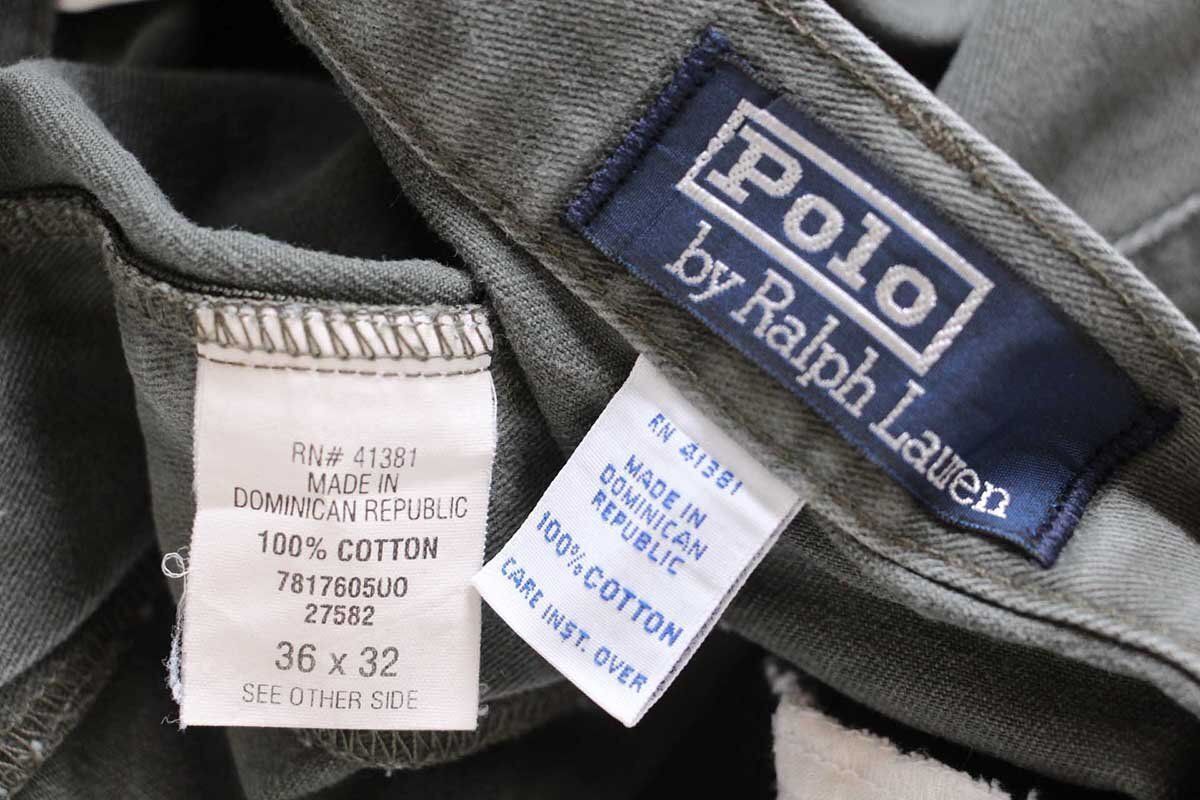 Polo
by Ralph Lauren
RN# 41381
MADE IN
DOMINICAN REPUBLIC
100% COTTON
7817605UO
27582
36 x 32
SEE OTHER SIDE
RN 41381
MADE IN
DOMINICAN
REPUBLIC
100% COTTON
CARE INST. OVER